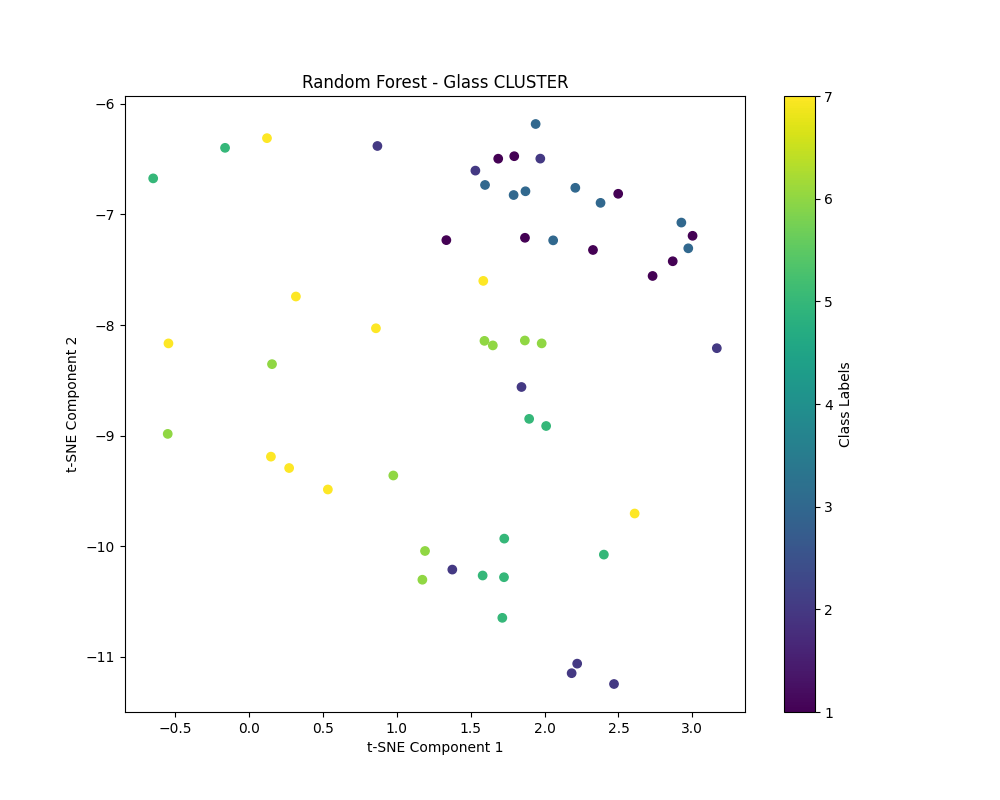 Random Forest - Glass CLUSTER
−6
−7
−8
−9
−10
−11
t-SNE Component 2
−0.5 0.0 0.5 1.0 1.5 2.0 2.5 3.0
t-SNE Component 1
7
6
5
4
3
2
1
Class Labels